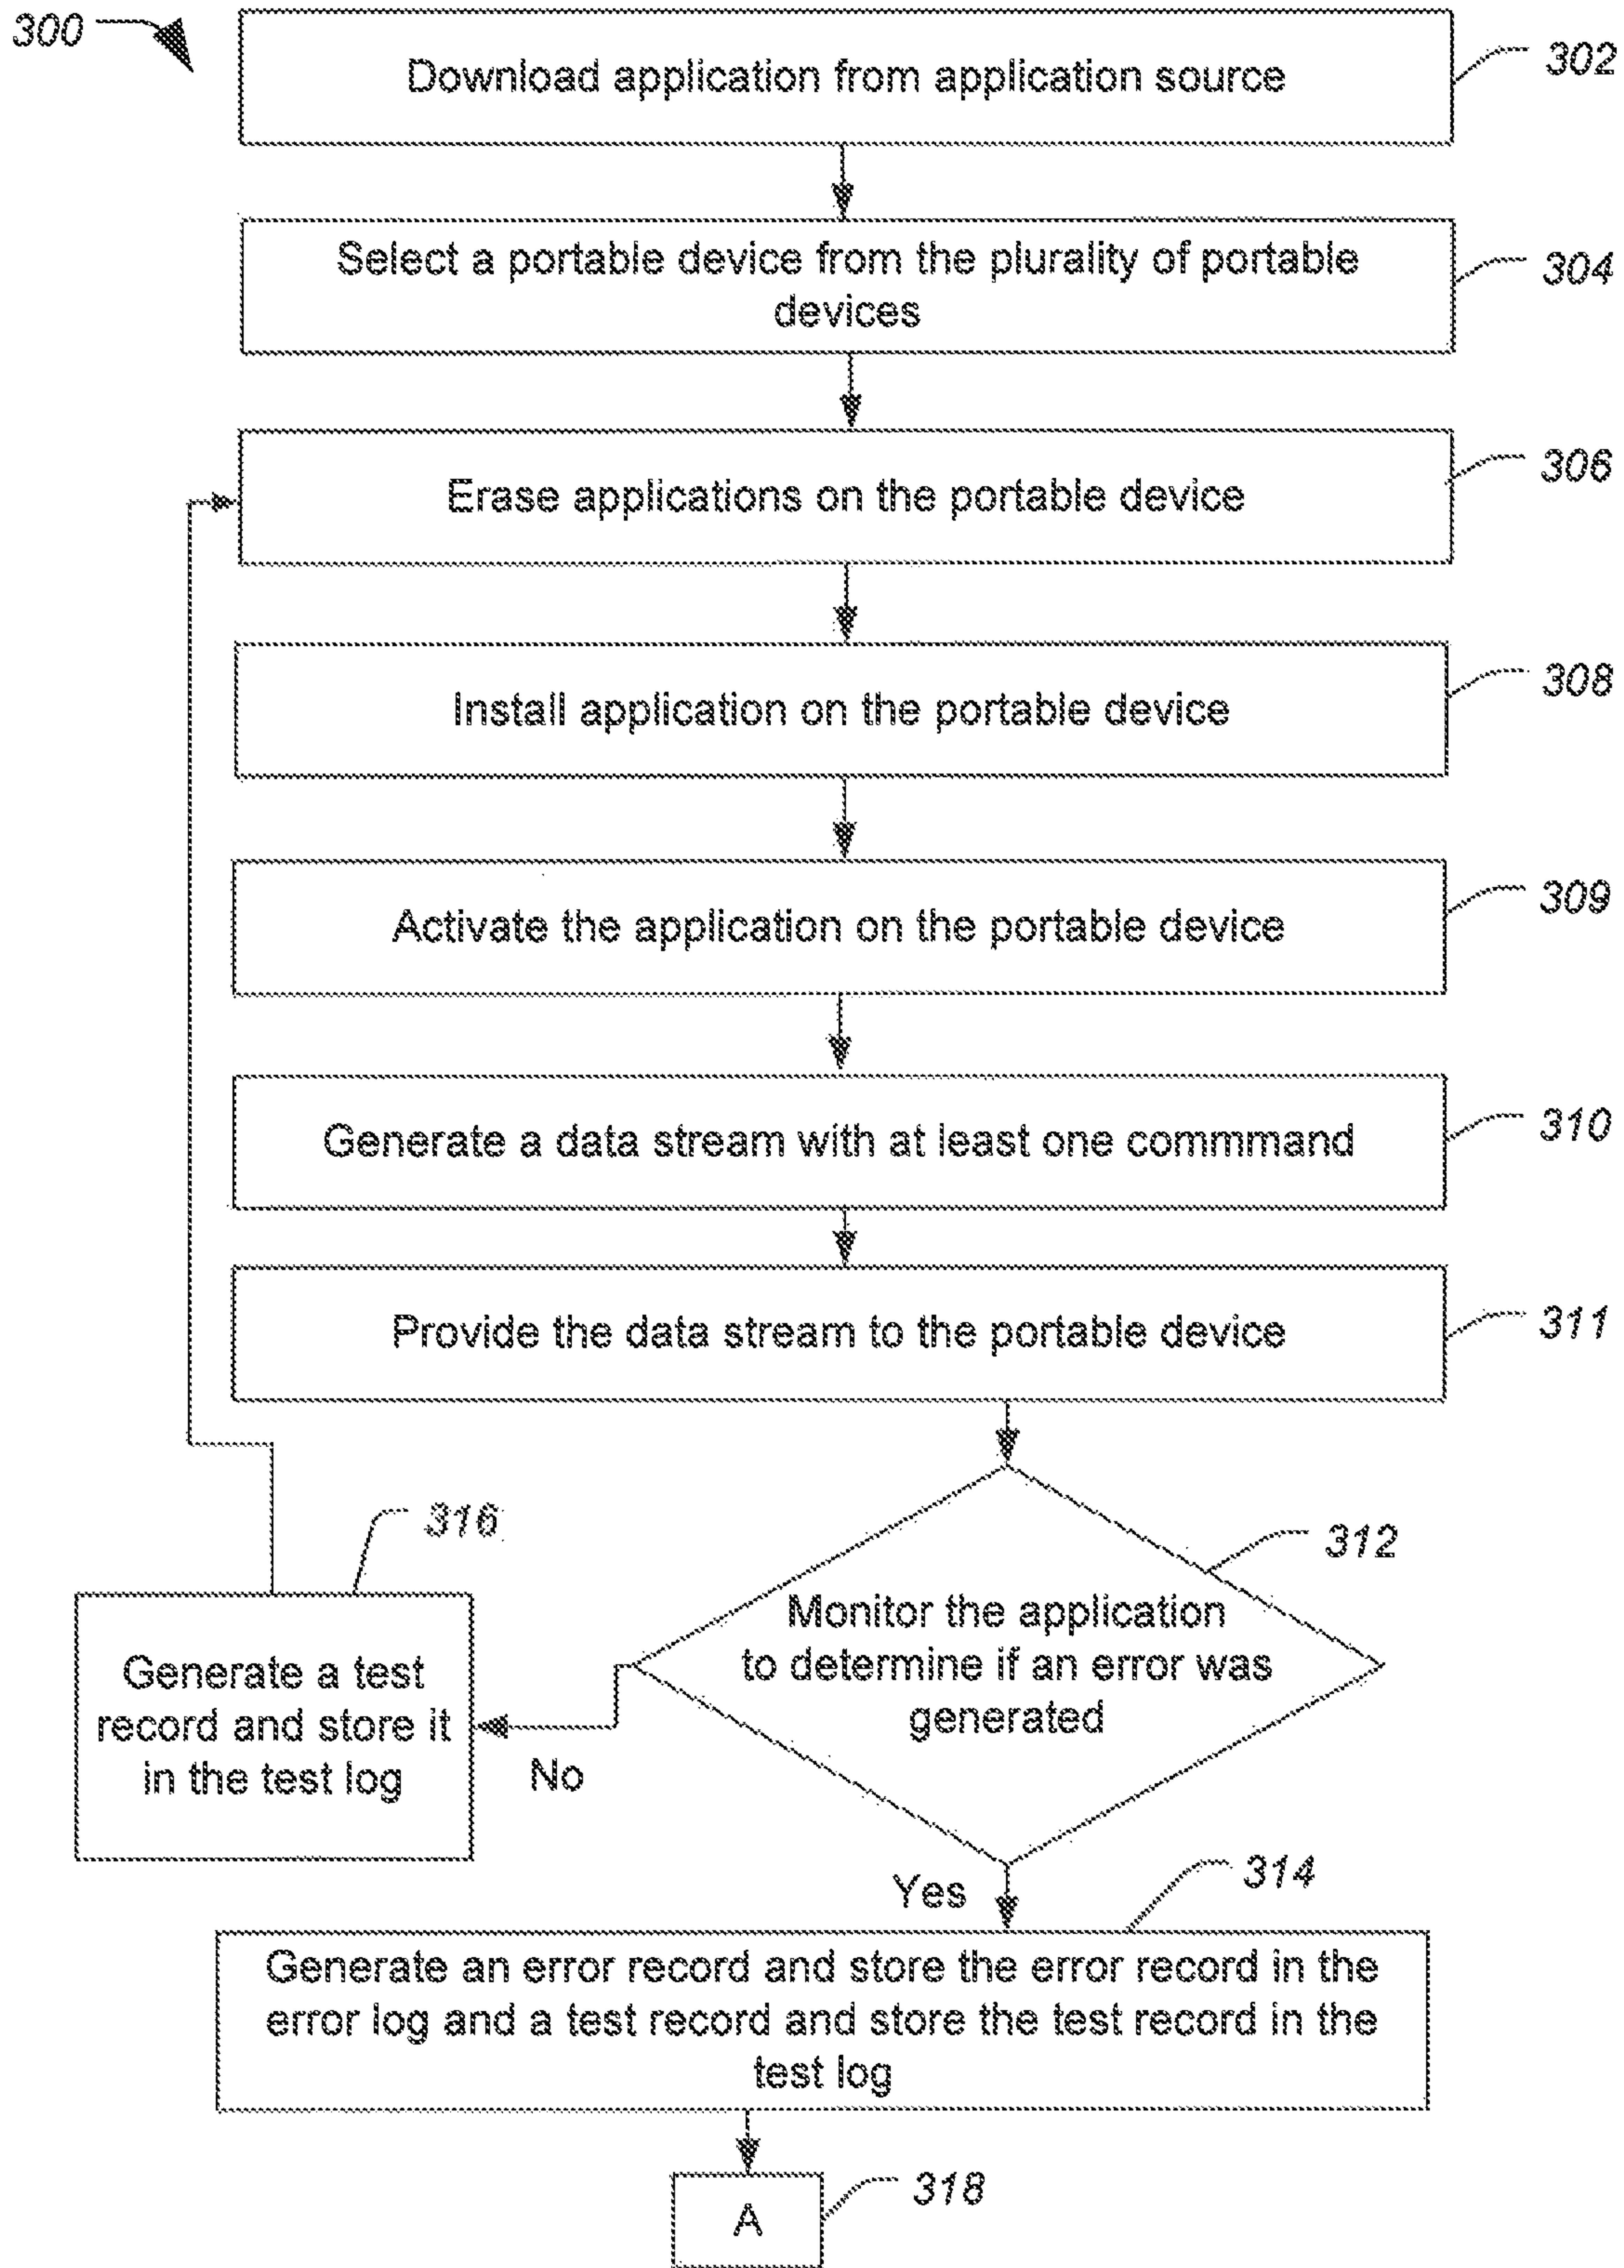 300
Download application from application source
302
Select a portable device from the plurality of portable
devices
304
Erase applications on the portable device
306
Install application on the portable device
308
Activate the application on the portable device
309
Generate a data stream with at least one commmand
310
Provide the data stream to the portable device
311
316
312
Monitor the application
to determine if an error was
generated
Generate a test
record and store it
in the test log
No
Yes
314
Generate an error record and store the error record in the
error log and a test record and store the test record in the
test log
A
318